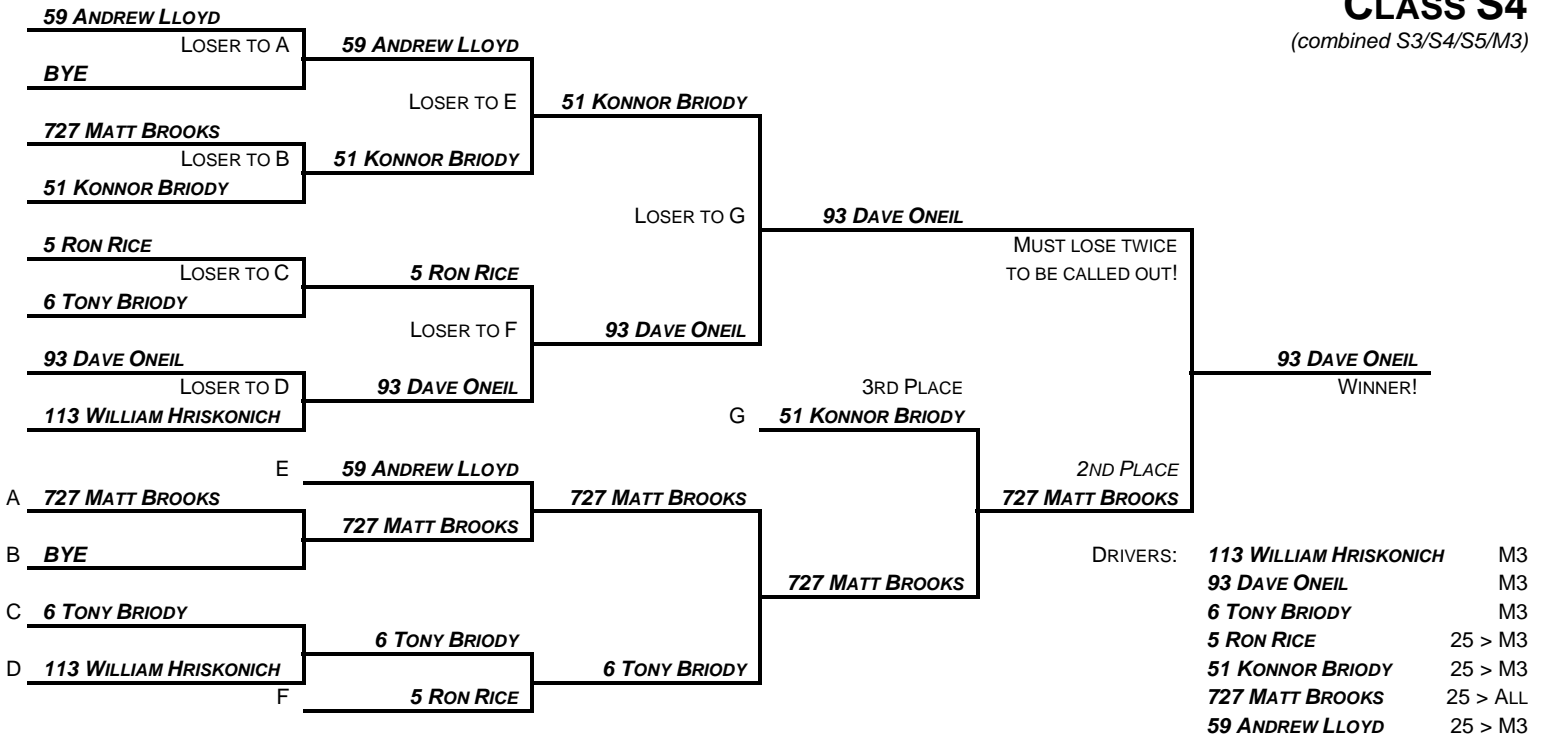 CLASS S4
(combined S3/S4/S5/M3)
59 ANDREW LLOYD
LOSER TO A
BYE
59 ANDREW LLOYD
LOSER TO E
727 MATT BROOKS
LOSER TO B
51 KONNOR BRIODY
51 KONNOR BRIODY
51 KONNOR BRIODY
LOSER TO G
5 RON RICE
LOSER TO C
6 TONY BRIODY
5 RON RICE
LOSER TO F
93 DAVE ONEIL
LOSER TO D
113 WILLIAM HRISKONICH
93 DAVE ONEIL
93 DAVE ONEIL
93 DAVE ONEIL
MUST LOSE TWICE
TO BE CALLED OUT!
93 DAVE ONEIL
WINNER!
3RD PLACE
G 51 KONNOR BRIODY
E 59 ANDREW LLOYD
A 727 MATT BROOKS
B BYE
727 MATT BROOKS
727 MATT BROOKS
2ND PLACE
727 MATT BROOKS
727 MATT BROOKS
C 6 TONY BRIODY
D 113 WILLIAM HRISKONICH
6 TONY BRIODY
F 5 RON RICE
6 TONY BRIODY
DRIVERS: 113 WILLIAM HRISKONICH M3
93 DAVE ONEIL M3
6 TONY BRIODY M3
5 RON RICE 25 > M3
51 KONNOR BRIODY 25 > M3
727 MATT BROOKS 25 > ALL
59 ANDREW LLOYD 25 > M3